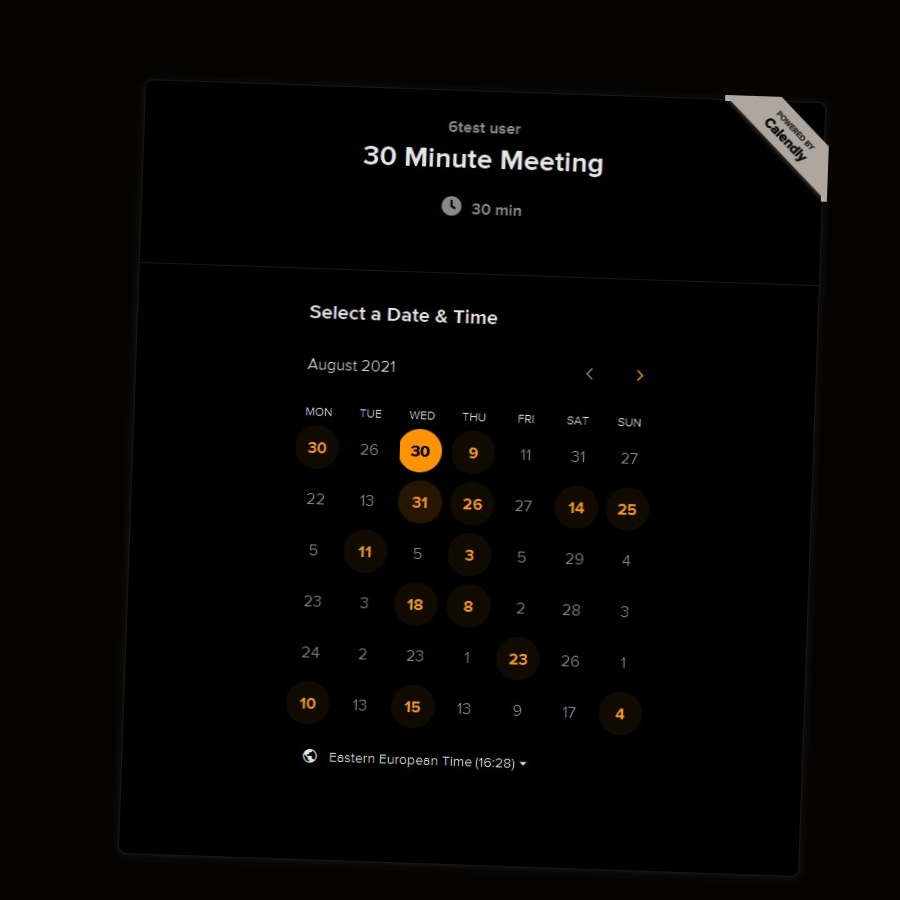 POWERED BY
Calendly
6test user
30 Minute Meeting
30 min
Select a Date & Time
August 2021
MON TUE WED THU FRI SAT SUN
30 26 30 9 11 31 27
22 13 31 26 27 14 25
5 11 5 3 5 29 4
23 3 18 8 2 28 3
24 2 23 1 23 26 1
10 13 15 13 9 17 4
Eastern European Time (16:28)